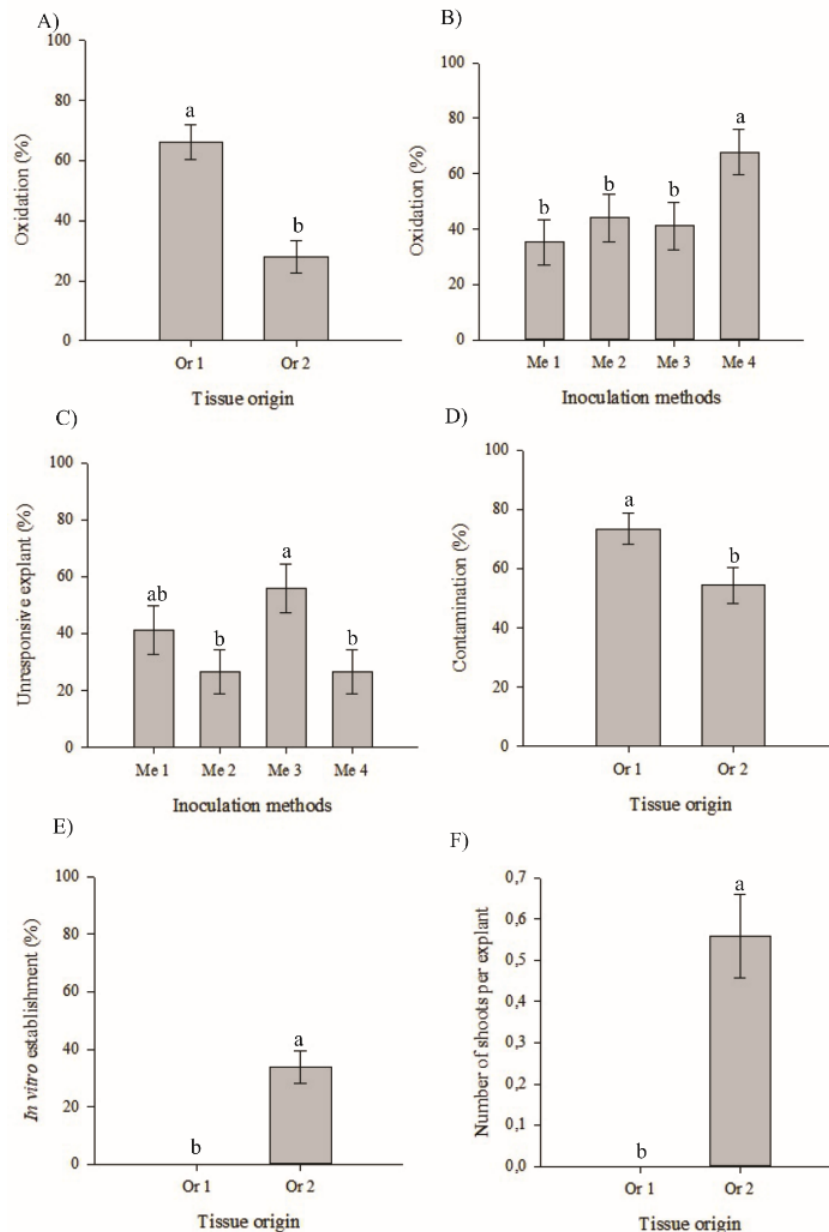 A)
100
80
60
40
20
0
Oxidation (%)
a
b
Or 1 Or 2
Tissue origin
B)
100
80
60
40
20
0
Oxidation (%)
b b b a
Me 1 Me 2 Me 3 Me 4
Inoculation methods
C)
100
80
60
40
20
0
Unresponsive explant (%)
ab b a b
Me 1 Me 2 Me 3 Me 4
Inoculation methods
D)
100
80
60
40
20
0
Contamination (%)
a
b
Or 1 Or 2
Tissue origin
E)
100
80
60
40
20
0
In vitro establishment (%)
b
a
Or 1 Or 2
Tissue origin
F)
0,8
0,7
0,6
0,5
0,4
0,3
0,2
0,1
0,0
Number of shoots per explant
b
a
Or 1 Or 2
Tissue origin